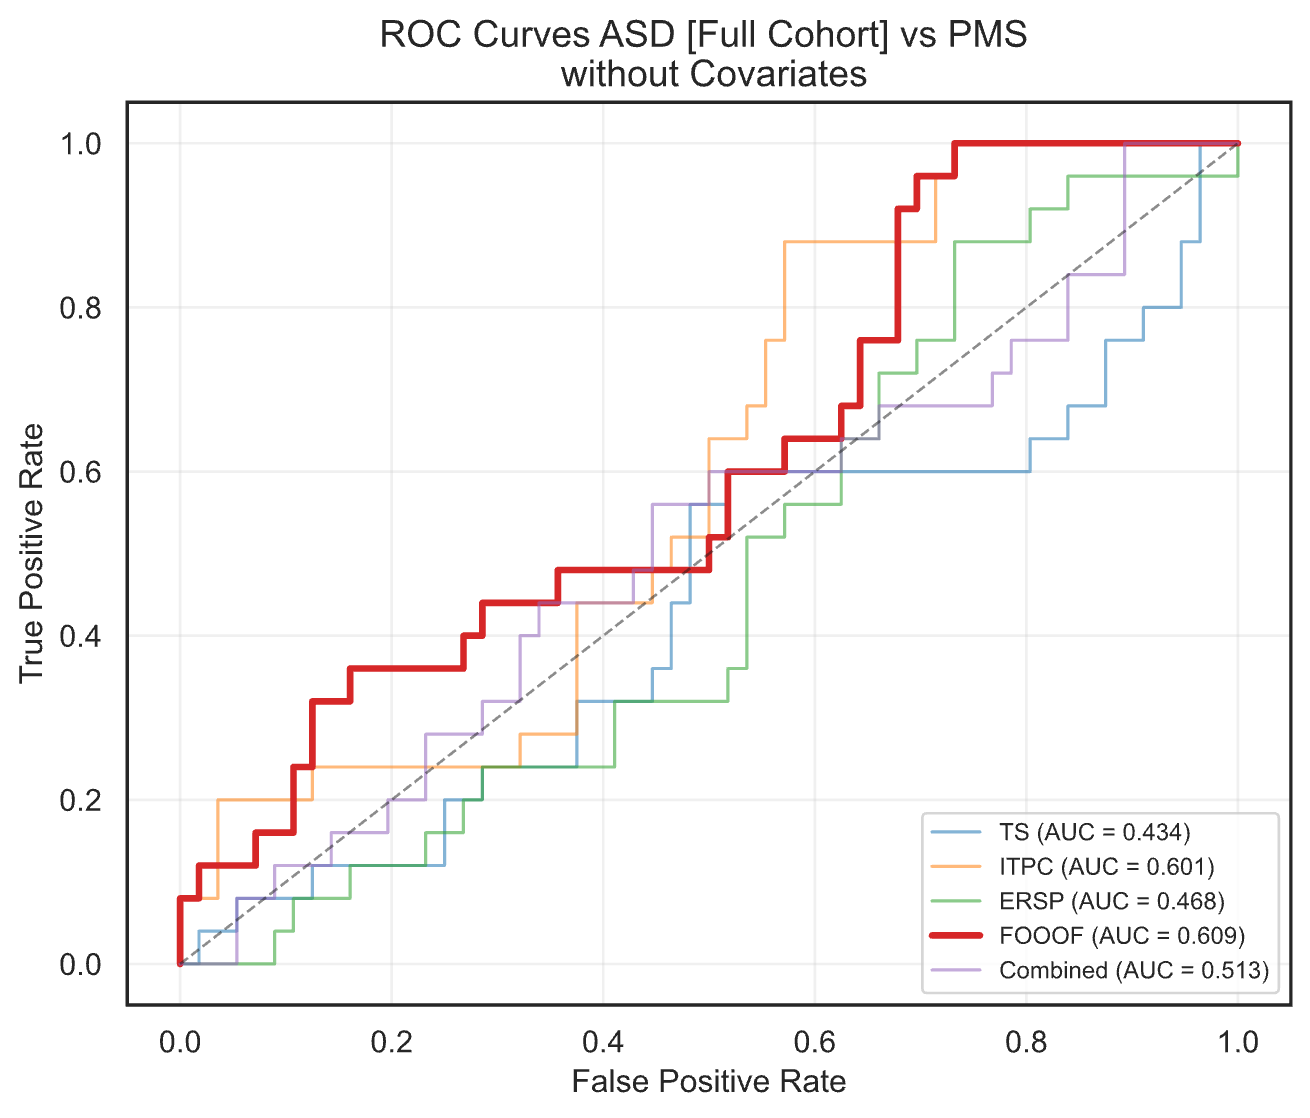 ROC Curves ASD [Full Cohort] vs PMS
without Covariates
True Positive Rate
1.0
0.8
0.6
0.4
0.2
0.0
TS (AUC = 0.434)
ITPC (AUC = 0.601)
ERSP (AUC = 0.468)
FOOOF (AUC = 0.609)
Combined (AUC = 0.513)
0.0 0.2 0.4 0.6 0.8 1.0
False Positive Rate